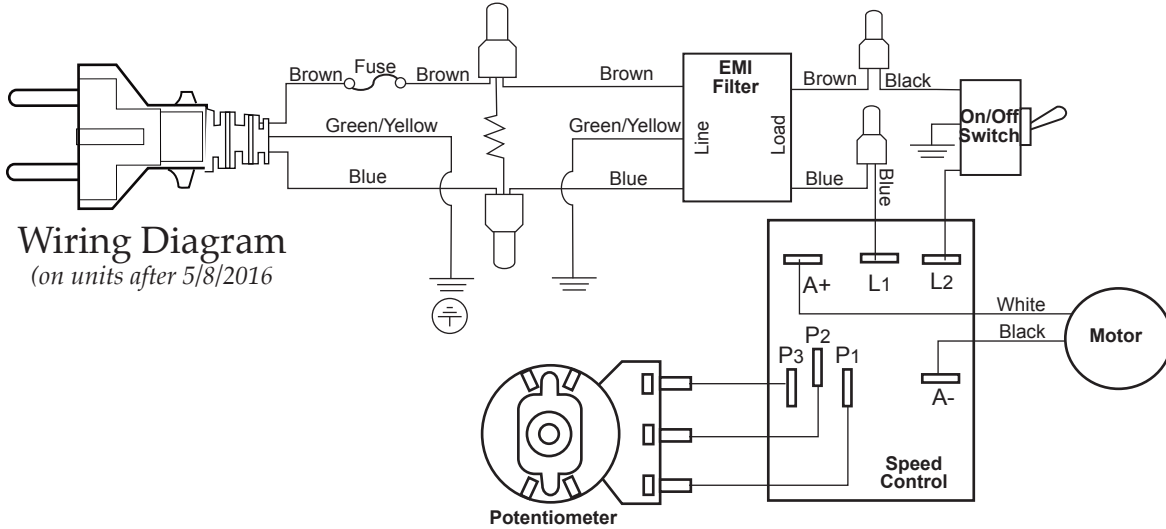 Brown
Fuse
Brown
Brown
EMI
Filter
Brown
Black
Green/Yellow
Green/Yellow
Line
Load
On/Off
Switch
Blue
Blue
Blue
Blue
Wiring Diagram
(on units after 5/8/2016
A+
L1
L2
White
Black
Motor
P3
P2
P1
A-
Speed
Control
Potentiometer